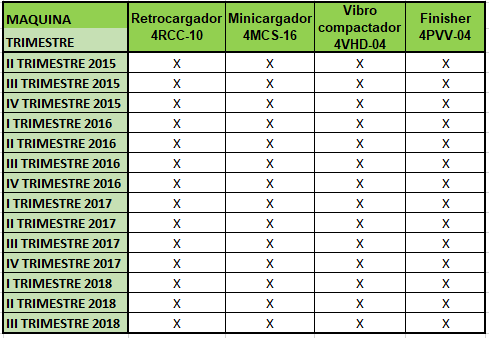 MAQUINA Retrocargador 4RCC-10 Minicargador 4MCS-16 Vibro compactador 4VHD-04 Finisher 4PVV-04
TRIMESTRE
II TRIMESTRE 2015 X X X X
III TRIMESTRE 2015 X X X X
IV TRIMESTRE 2015 X X X X
I TRIMESTRE 2016 X X X X
II TRIMESTRE 2016 X X X X
III TRIMESTRE 2016 X X X X
IV TRIMESTRE 2016 X X X X
I TRIMESTRE 2017 X X X X
II TRIMESTRE 2017 X X X X
III TRIMESTRE 2017 X X X X
IV TRIMESTRE 2017 X X X X
I TRIMESTRE 2018 X X X X
II TRIMESTRE 2018 X X X X
III TRIMESTRE 2018 X X X X